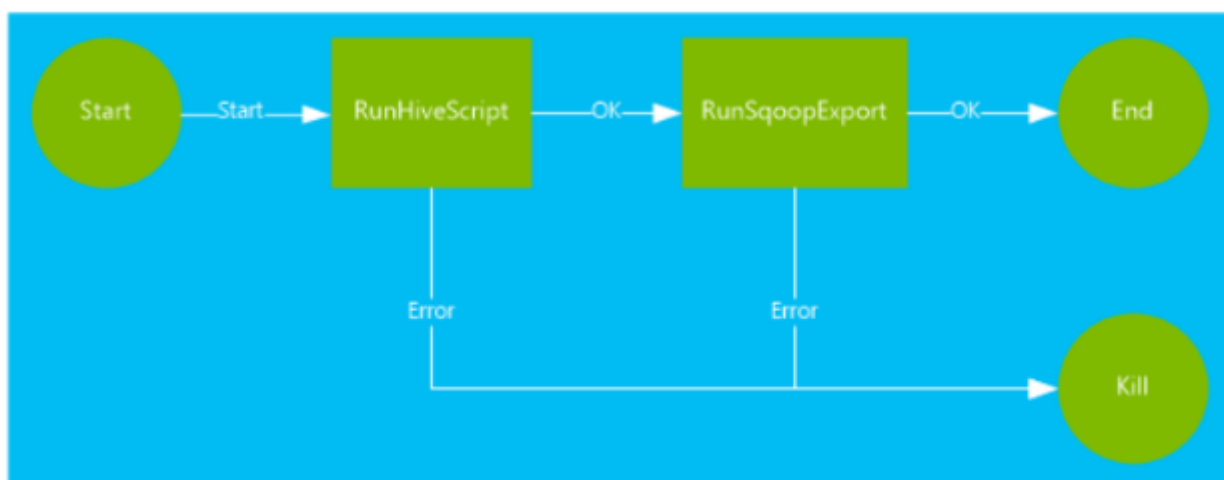 Start
Start
RunHiveScript
OK
RunSqoopExport
OK
End
Error
Error
Kill